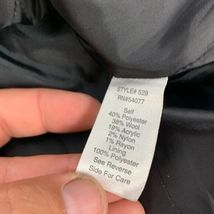 STYLE# 529
RN#54077
Self
40% Polyester
38% Wool
19% Acrylic
2% Nylon
1% Rayon
Lining
100% Polyester
See Reverse
Side For Care